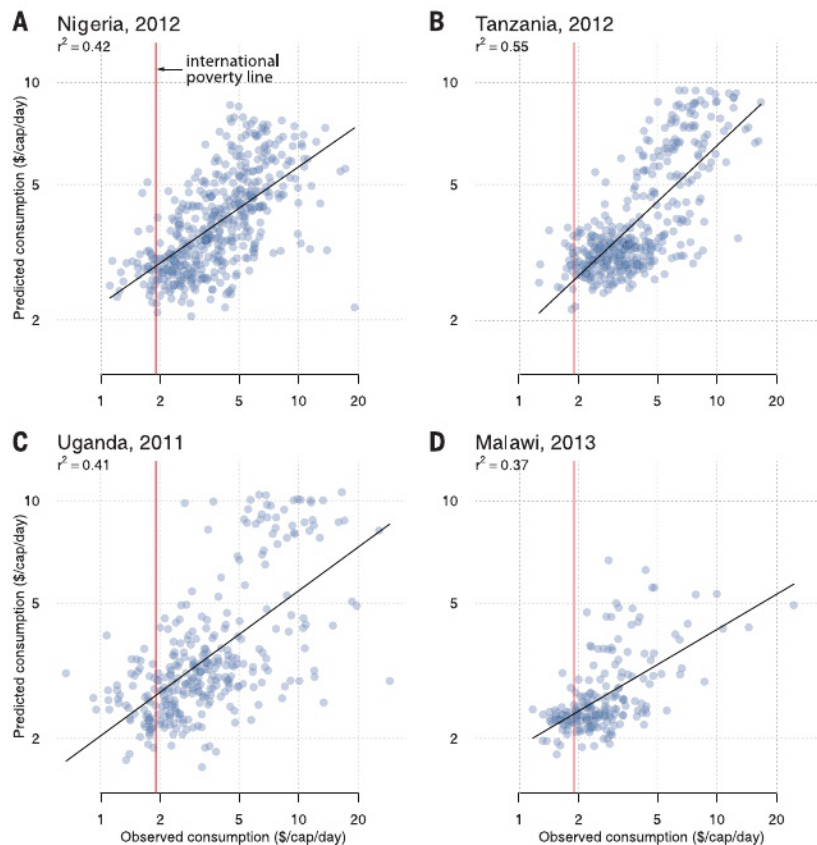 A Nigeria, 2012
r² = 0.42
international
poverty line
10
5
2
Predicted consumption ($/cap/day)
1 2 5 10 20
B Tanzania, 2012
r² = 0.55
10
5
2
1 2 5 10 20
C Uganda, 2011
r² = 0.41
10
5
2
Predicted consumption ($/cap/day)
1 2 5 10 20
Observed consumption ($/cap/day)
D Malawi, 2013
r² = 0.37
10
5
2
1 2 5 10 20
Observed consumption ($/cap/day)